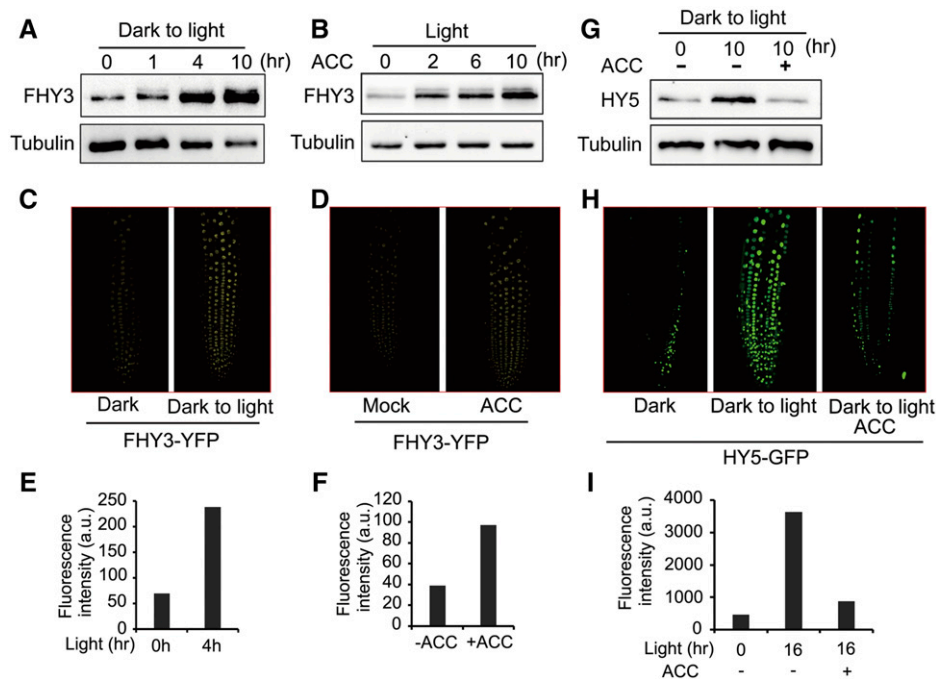 A
Dark to light
0 1 4 10 (hr)
FHY3
Tubulin
B
Light
ACC 0 2 6 10 (hr)
FHY3
Tubulin
G
Dark to light
0 10 10 (hr)
ACC - - +
HY5
Tubulin
C
Dark Dark to light
FHY3-YFP
D
Mock ACC
FHY3-YFP
H
Dark Dark to light Dark to light
ACC
HY5-GFP
E
Fluorescence
intensity (a.u.)
250
200
150
100
50
0
Light (hr) 0h 4h
F
Fluorescence
intensity (a.u.)
120
100
80
60
40
20
0
-ACC +ACC
I
Fluorescence
intensity (a.u.)
4000
3000
2000
1000
0
Light (hr) 0 16 16
ACC - - +